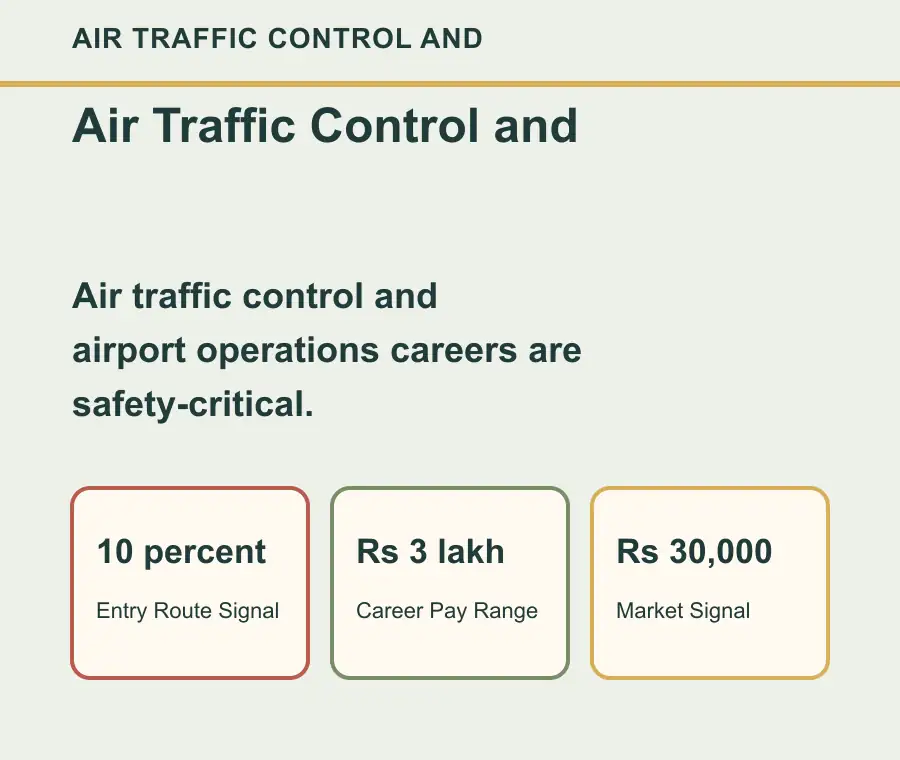 AIR TRAFFIC CONTROL AND
Air Traffic Control and
Air traffic control and
airport operations careers are
safety-critical.
10 percent
Entry Route Signal
Rs 3 lakh
Career Pay Range
Rs 30,000
Market Signal